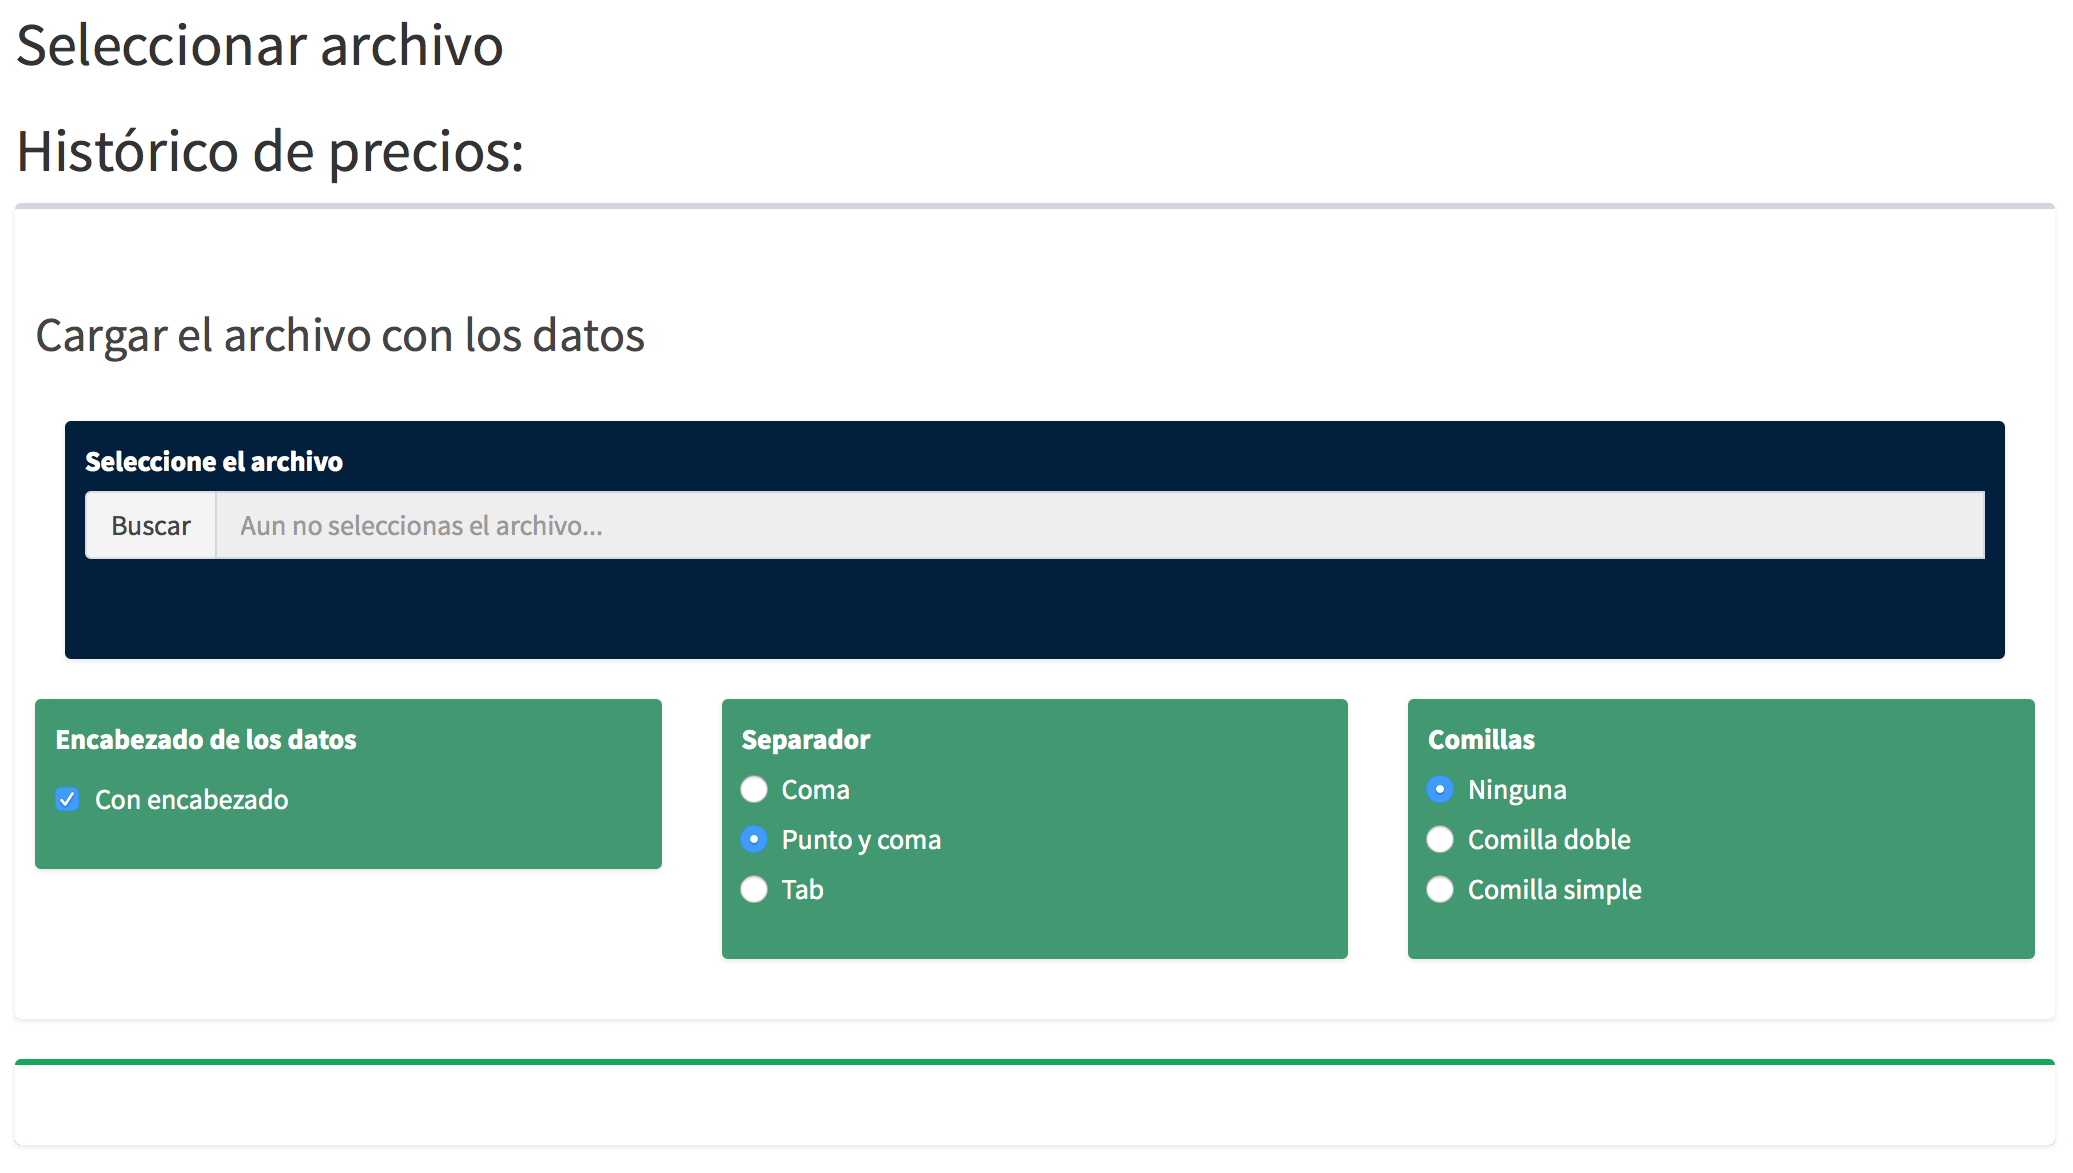 Seleccionar archivo
Histórico de precios:
Cargar el archivo con los datos
Seleccione el archivo
Buscar
Aun no seleccionas el archivo...
Encabezado de los datos
Con encabezado
Separador
Coma
Punto y coma
Tab
Comillas
Ninguna
Comilla doble
Comilla simple